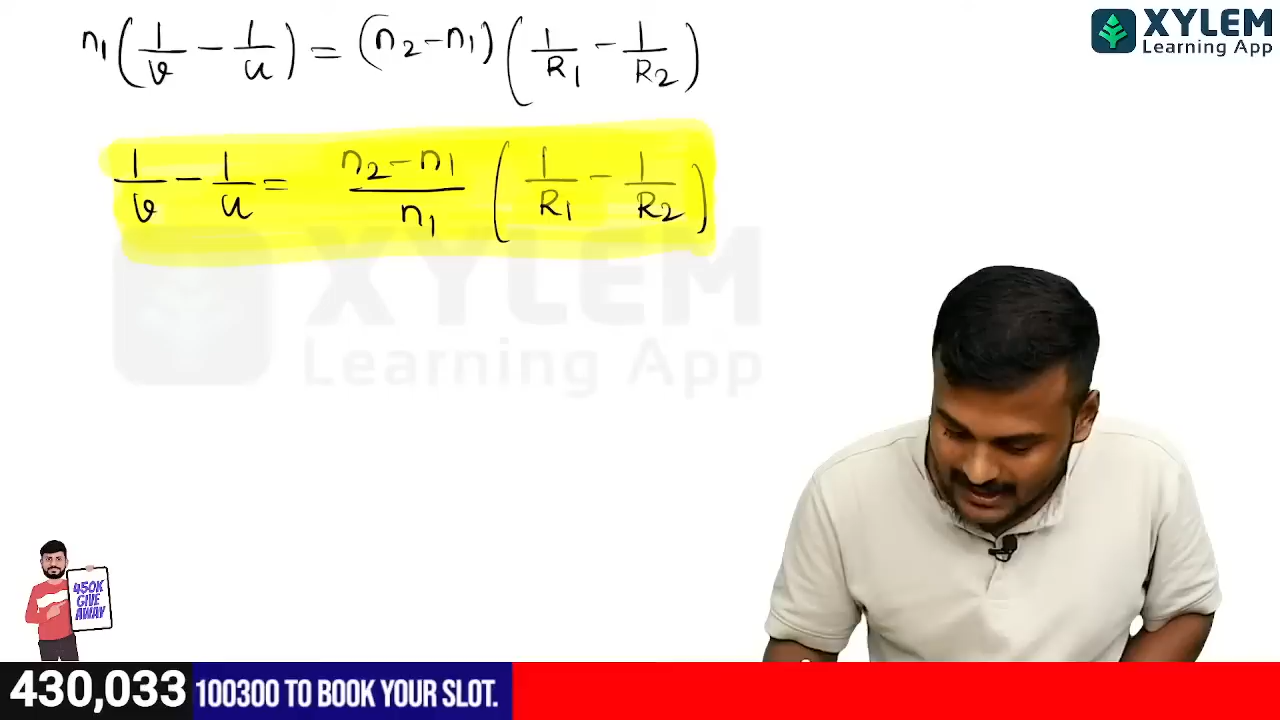 n₁ (1/v − 1/u) = (n₂−n₁) (1/R₁ − 1/R₂)
XYLEM
Learning App
1/v − 1/u = (n₂−n₁)/n₁ (1/R₁ − 1/R₂)
XYLEM
Learning App
450K
GIVE
AWAY
430,033 100300 TO BOOK YOUR SLOT.